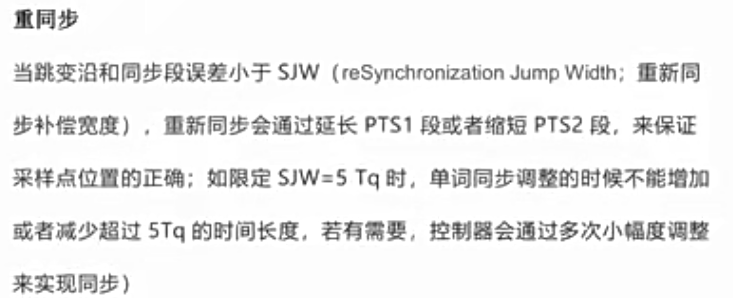 重同步
当跳变沿和同步段误差小于 SJW（reSynchronization Jump Width；重新同
步补偿宽度），重新同步会通过延长 PTS1 段或者缩短 PTS2 段，来保证
采样点位置的正确；如限定 SJW=5 Tq 时，单词同步调整的时候不能增加
或者减少超过 5Tq 的时间长度，若有需要，控制器会通过多次小幅度调整
来实现同步）